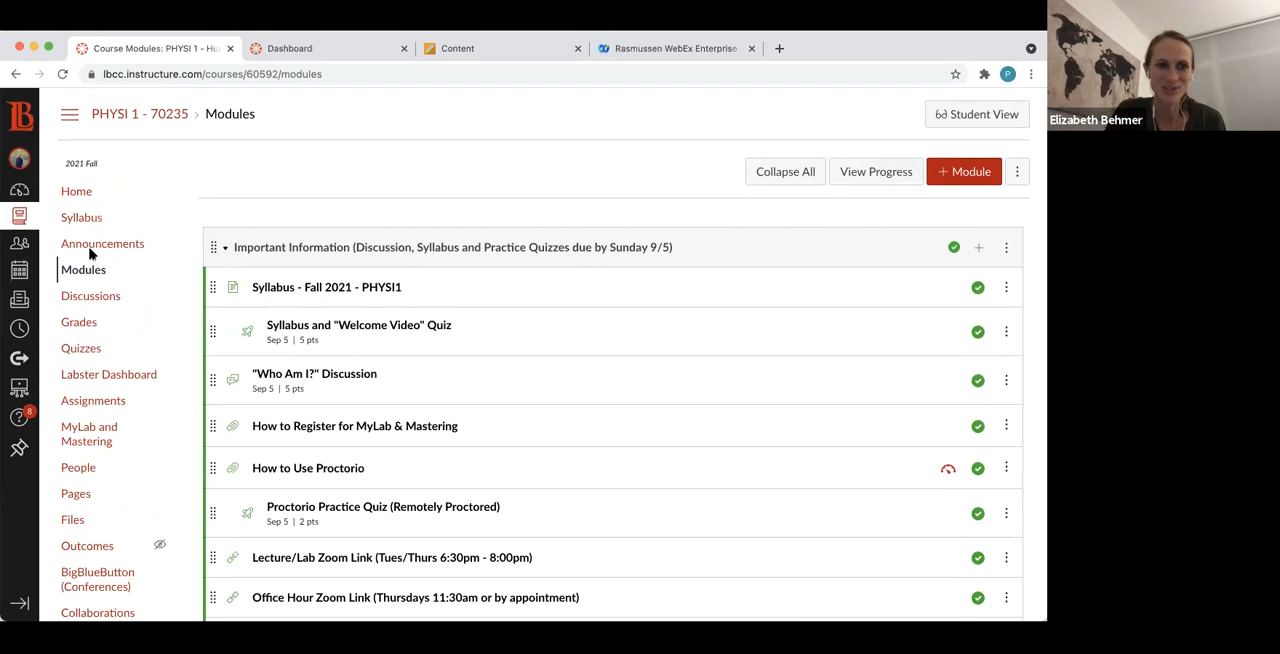 Course Modules: PHYSI 1 - Hu
Dashboard
Content
Rasmussen WebEx Enterprise
lbcc.instructure.com/courses/60592/modules
P
PHYSI 1 - 70235 › Modules
Student View
2021 Fall
Collapse All
View Progress
+ Module
Home
Syllabus
Announcements
Modules
Discussions
Grades
Quizzes
Labster Dashboard
Assignments
MyLab and
Mastering
People
Pages
Files
Outcomes
BigBlueButton
(Conferences)
Collaborations
8
Important Information (Discussion, Syllabus and Practice Quizzes due by Sunday 9/5)
Syllabus - Fall 2021 - PHYSI1
Syllabus and "Welcome Video" Quiz
Sep 5 | 5 pts
"Who Am I?" Discussion
Sep 5 | 5 pts
How to Register for MyLab & Mastering
How to Use Proctorio
Proctorio Practice Quiz (Remotely Proctored)
Sep 5 | 2 pts
Lecture/Lab Zoom Link (Tues/Thurs 6:30pm - 8:00pm)
Office Hour Zoom Link (Thursdays 11:30am or by appointment)
Elizabeth Behmer